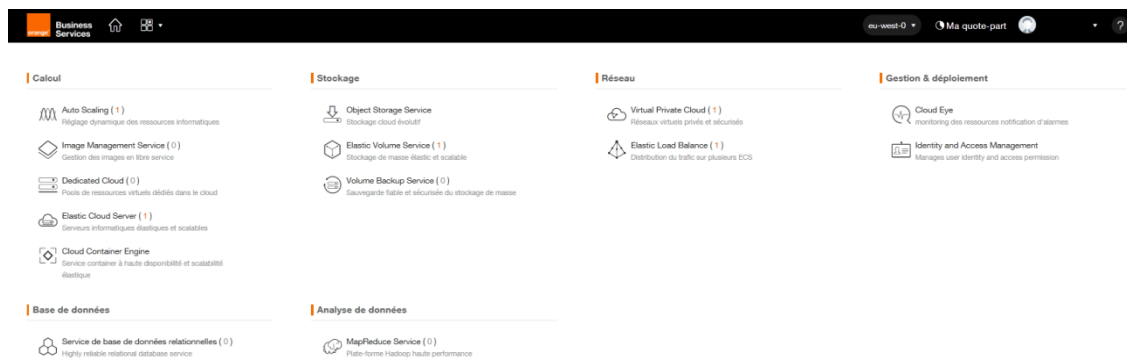 orange
Business
Services
eu-west-0
Ma quote-part
?
Calcul
Auto Scaling ( 1 )
Réglage dynamique des ressources informatiques
Image Management Service ( 0 )
Gestion des images en libre service
Dedicated Cloud ( 0 )
Pools de ressources virtuels dédiés dans le cloud
Elastic Cloud Server ( 1 )
Serveurs informatiques élastiques et scalables
Cloud Container Engine
Service container à haute disponibilité et scalabilité
élastique
Stockage
Object Storage Service
Stockage cloud évolutif
Elastic Volume Service ( 1 )
Stockage de masse élastic et scalable
Volume Backup Service ( 0 )
Sauvegarde fiable et sécurisée du stockage de masse
Réseau
Virtual Private Cloud ( 1 )
Réseaux virtuels privés et sécurisés
Elastic Load Balance ( 1 )
Distribution du trafic sur plusieurs ECS
Gestion & déploiement
Cloud Eye
monitoring des ressources notification d'alarmes
Identity and Access Management
Manages user identity and access permission
Base de données
Service de base de données relationnelles ( 0 )
Highly reliable relational database service
Analyse de données
MapReduce Service ( 0 )
Plate-forme Hadoop haute performance